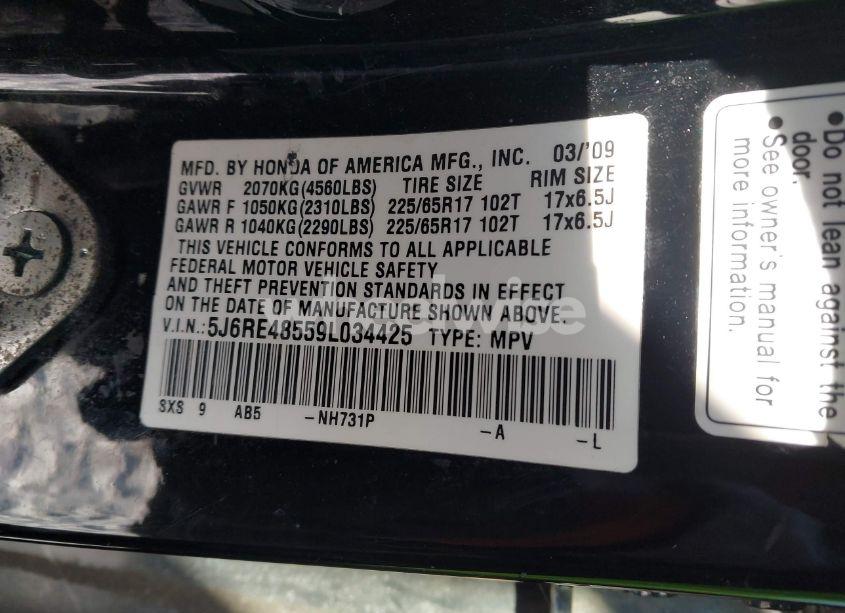 MFD. BY HONDA OF AMERICA MFG., INC. 03/'09
GVWR 2070KG(4560LBS) TIRE SIZE RIM SIZE
GAWR F 1050KG(2310LBS) 225/65R17 102T 17x6.5J
GAWR R 1040KG(2290LBS) 225/65R17 102T 17x6.5J
THIS VEHICLE CONFORMS TO ALL APPLICABLE
FEDERAL MOTOR VEHICLE SAFETY
AND THEFT PREVENTION STANDARDS IN EFFECT
ON THE DATE OF MANUFACTURE SHOWN ABOVE.
V.I.N.: 5J6RE48559L034425 TYPE: MPV
SXS 9 AB5 -NH731P -A -L
●Do not lean against the
door.
●See owner's manual for
more information.